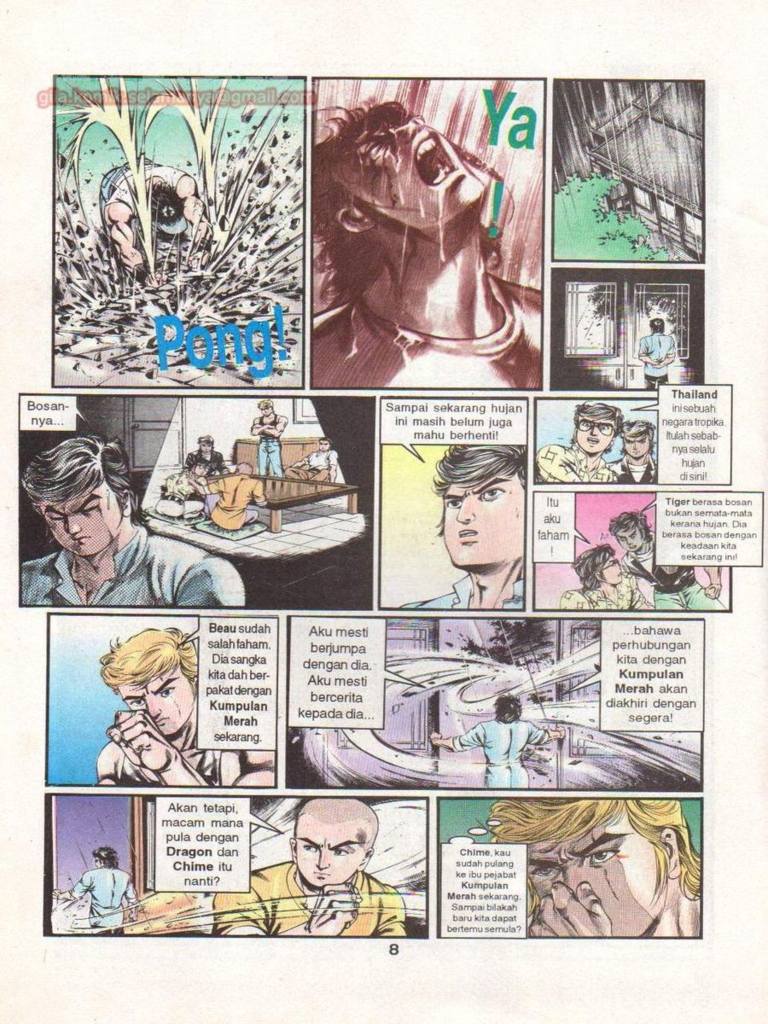 gila.komikselamanya@gmail.com
Pong!
Ya
!
Bosan-
nya...
Sampai sekarang hujan
ini masih belum juga
mahu berhenti!
Thailand
ini sebuah
negara tropika.
Itulah sebab-
nya selalu
hujan
di sini!
Itu
aku
faham
!
Tiger berasa bosan
bukan semata-mata
kerana hujan. Dia
berasa bosan dengan
keadaan kita
sekarang ini!
Beau sudah
salah faham.
Dia sangka
kita dah ber-
pakat dengan
Kumpulan
Merah
sekarang.
Aku mesti
berjumpa
dengan dia.
Aku mesti
bercerita
kepada dia...
...bahawa
perhubungan
kita dengan
Kumpulan
Merah akan
diakhiri dengan
segera!
Akan tetapi,
macam mana
pula dengan
Dragon dan
Chime itu
nanti?
Chime, kau
sudah pulang
ke ibu pejabat
Kumpulan
Merah sekarang.
Sampai bilakah
baru kita dapat
bertemu semula?
8